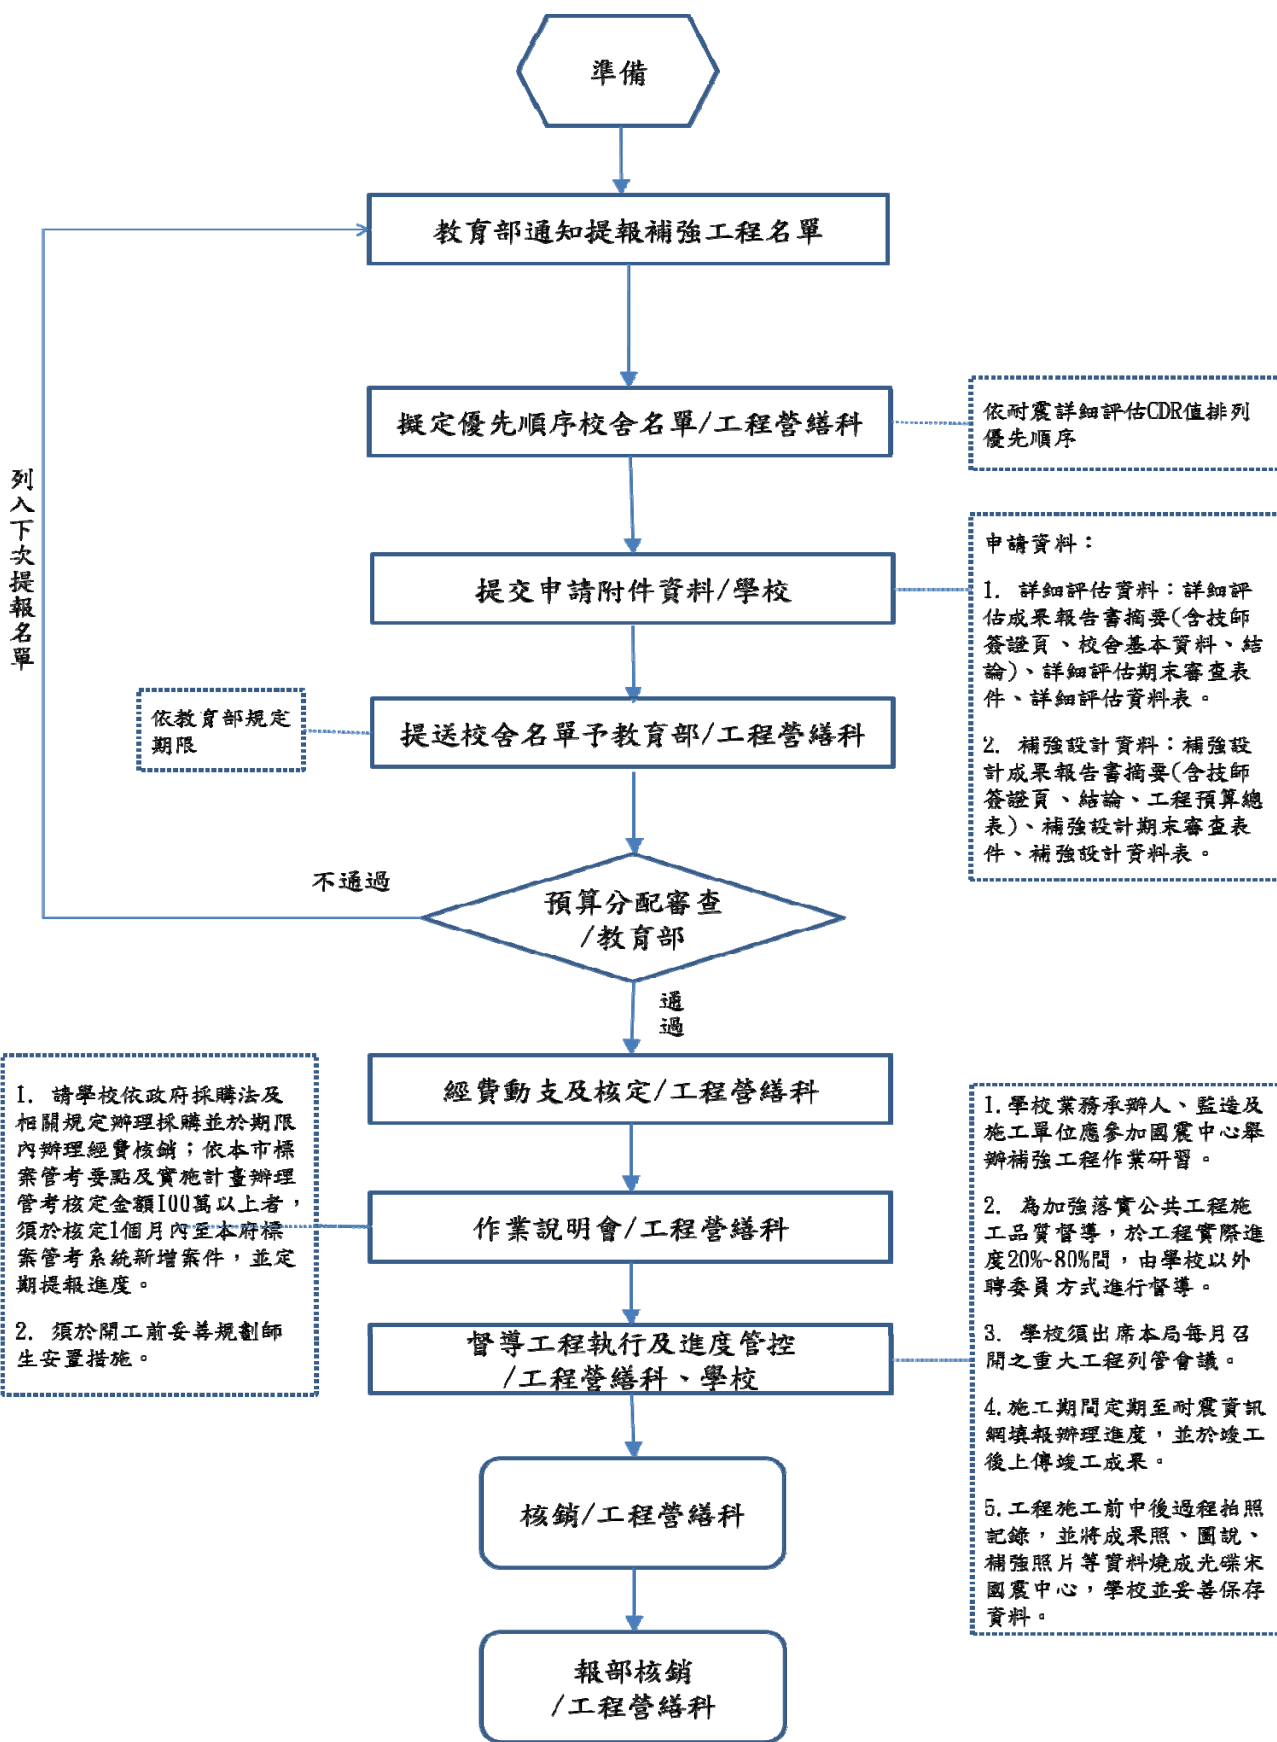 準備
教育部通知提報補強工程名單
擬定優先順序校舍名單/工程營繕科
依耐震詳細評估CDR值排列
優先順序
列入下次提報名單
提交申請附件資料/學校
申請資料：
1. 詳細評估資料：詳細評
估成果報告書摘要(含技師
簽證頁、校舍基本資料、結
論)、詳細評估期末審查表
件、詳細評估資料表。
2. 補強設計資料：補強設
計成果報告書摘要(含技師
簽證頁、結論、工程預算總
表)、補強設計期末審查表
件、補強設計資料表。
依教育部規定
期限
提送校舍名單予教育部/工程營繕科
不通過
預算分配審查
/教育部
通過
經費動支及核定/工程營繕科
1. 請學校依政府採購法及
相關規定辦理採購並於期限
內辦理經費核銷；依本市標
案管考要點及實施計畫辦理
管考核定金額100萬以上者，
須於核定1個月內至本府標
案管考系統新增案件，並定
期提報進度。
2. 須於開工前妥善規劃師
生安置措施。
作業說明會/工程營繕科
督導工程執行及進度管控
/工程營繕科、學校
1.學校業務承辦人、監造及
施工單位應參加國震中心舉
辦補強工程作業研習。
2. 為加強落實公共工程施
工品質督導，於工程實際進
度20%~80%間，由學校以外
聘委員方式進行督導。
3. 學校須出席本局每月召
開之重大工程列管會議。
4.施工期間定期至耐震資訊
網填報辦理進度，並於竣工
後上傳竣工成果。
5.工程施工前中後過程拍照
記錄，並將成果照、圖說、
補強照片等資料燒成光碟宋
國震中心，學校並妥善保存
資料。
核銷/工程營繕科
報部核銷
/工程營繕科